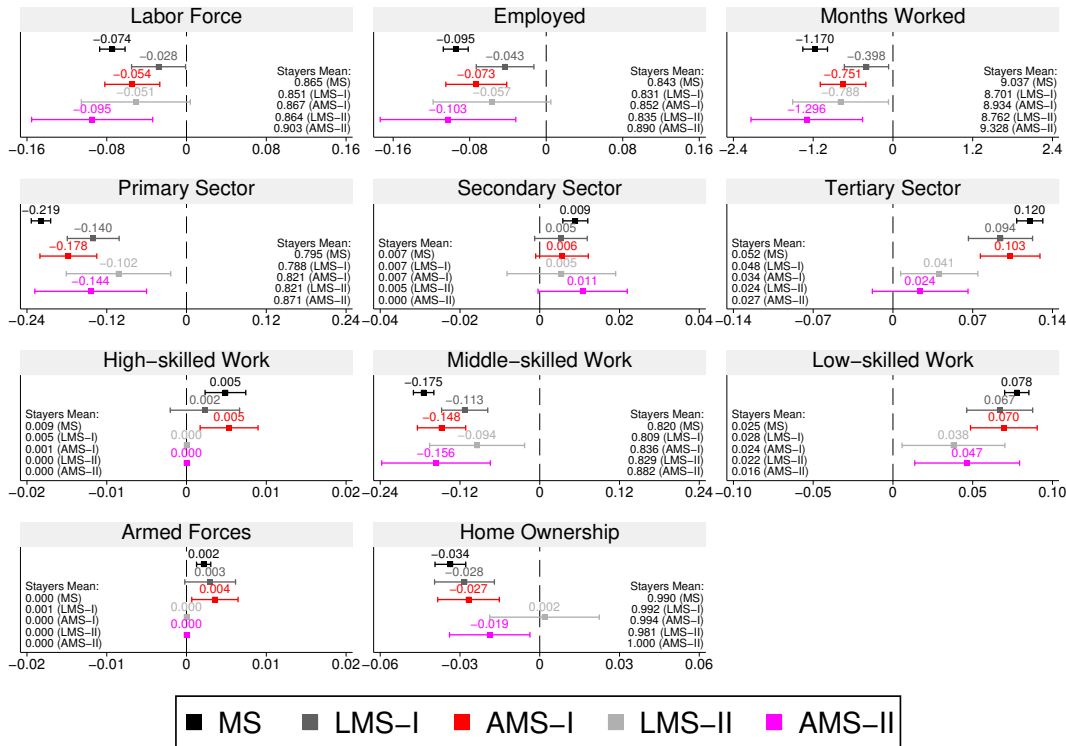 Labor Force
−0.074
−0.028
−0.054
−0.051
−0.095
Stayers Mean:
0.865 (MS)
0.851 (LMS−I)
0.867 (AMS−I)
0.864 (LMS−II)
0.903 (AMS−II)
−0.16 −0.08 0 0.08 0.16
Employed
−0.095
−0.043
−0.073
−0.057
−0.103
Stayers Mean:
0.843 (MS)
0.831 (LMS−I)
0.852 (AMS−I)
0.835 (LMS−II)
0.890 (AMS−II)
−0.16 −0.08 0 0.08 0.16
Months Worked
−1.170
−0.398
−0.751
−0.788
−1.296
Stayers Mean:
9.037 (MS)
8.701 (LMS−I)
8.934 (AMS−I)
8.762 (LMS−II)
9.328 (AMS−II)
−2.4 −1.2 0 1.2 2.4
Primary Sector
−0.219
−0.140
−0.178
−0.102
−0.144
Stayers Mean:
0.795 (MS)
0.788 (LMS−I)
0.821 (AMS−I)
0.821 (LMS−II)
0.871 (AMS−II)
−0.24 −0.12 0 0.12 0.24
Secondary Sector
0.009
0.005
0.006
0.005
0.011
Stayers Mean:
0.007 (MS)
0.007 (LMS−I)
0.007 (AMS−I)
0.005 (LMS−II)
0.000 (AMS−II)
−0.04 −0.02 0 0.02 0.04
Tertiary Sector
0.120
0.094
0.103
0.041
0.024
Stayers Mean:
0.052 (MS)
0.048 (LMS−I)
0.034 (AMS−I)
0.024 (LMS−II)
0.027 (AMS−II)
−0.14 −0.07 0 0.07 0.14
High−skilled Work
0.005
0.002
0.005
0.000
0.000
Stayers Mean:
0.009 (MS)
0.005 (LMS−I)
0.001 (AMS−I)
0.000 (LMS−II)
0.000 (AMS−II)
−0.02 −0.01 0 0.01 0.02
Middle−skilled Work
−0.175
−0.113
−0.148
−0.094
−0.156
Stayers Mean:
0.820 (MS)
0.809 (LMS−I)
0.836 (AMS−I)
0.829 (LMS−II)
0.882 (AMS−II)
−0.24 −0.12 0 0.12 0.24
Low−skilled Work
0.078
0.067
0.070
0.038
0.047
Stayers Mean:
0.025 (MS)
0.028 (LMS−I)
0.024 (AMS−I)
0.022 (LMS−II)
0.016 (AMS−II)
−0.10 −0.05 0 0.05 0.10
Armed Forces
0.002
0.003
0.004
0.000
0.000
Stayers Mean:
0.000 (MS)
0.001 (LMS−I)
0.000 (AMS−I)
0.000 (LMS−II)
0.000 (AMS−II)
−0.02 −0.01 0 0.01 0.02
Home Ownership
−0.034
−0.028
−0.027
0.002
−0.019
Stayers Mean:
0.990 (MS)
0.992 (LMS−I)
0.994 (AMS−I)
0.981 (LMS−II)
1.000 (AMS−II)
−0.06 −0.03 0 0.03 0.06
MS LMS−I AMS−I LMS−II AMS−II